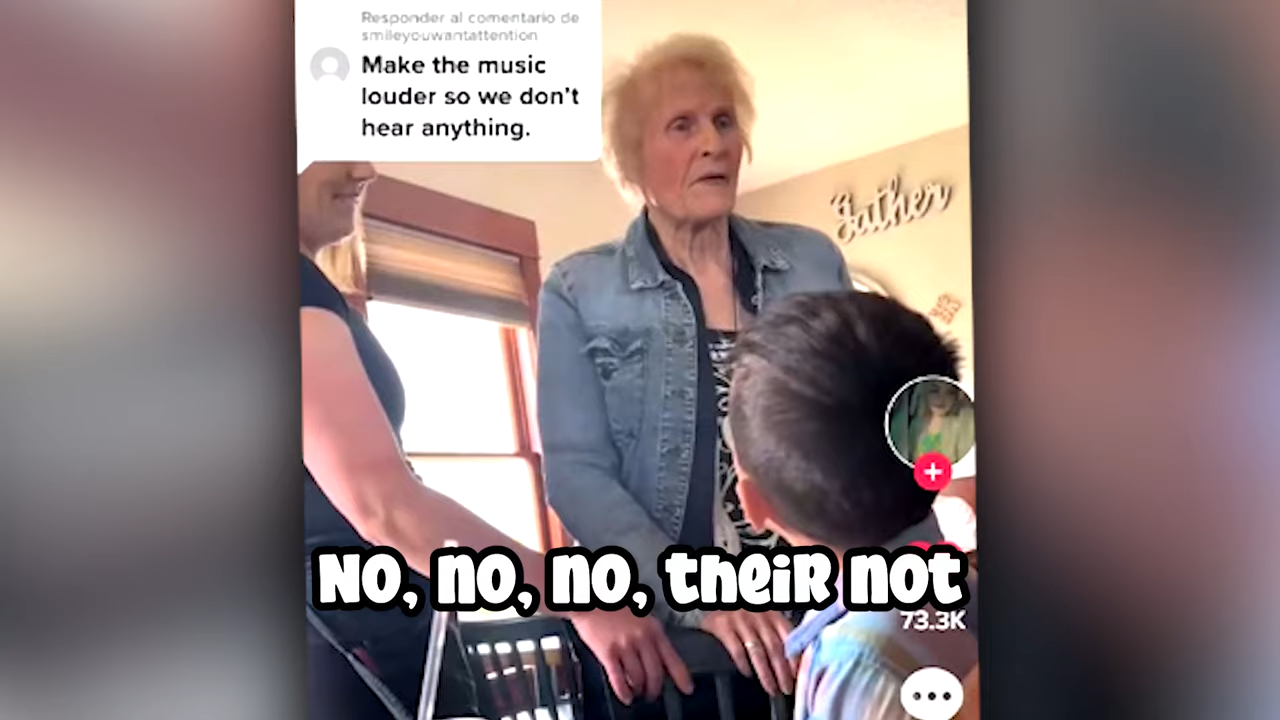 Responder al comentario de
smileyouwantattention
Make the music
louder so we don't
hear anything.
Gather
No, no, no, their not
73.3K